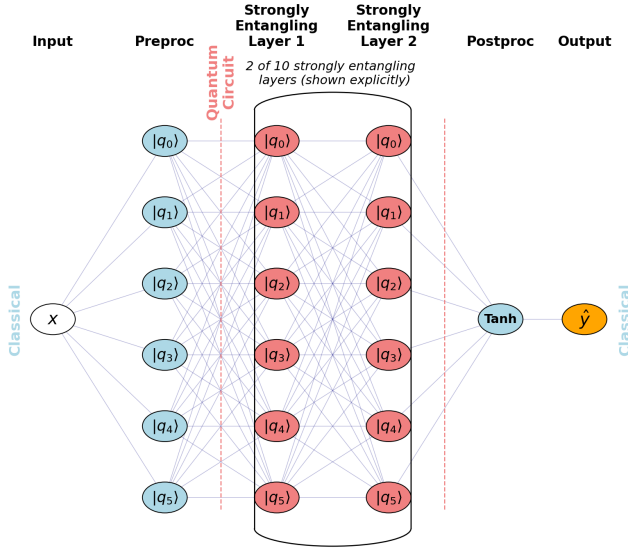 Input
Preproc
Strongly
Entangling
Layer 1
Strongly
Entangling
Layer 2
Postproc
Output
Quantum
Circuit
2 of 10 strongly entangling
layers (shown explicitly)
|q₀⟩
|q₀⟩
|q₀⟩
|q₁⟩
|q₁⟩
|q₁⟩
|q₂⟩
|q₂⟩
|q₂⟩
Classical
x
Tanh
ŷ
Classical
|q₃⟩
|q₃⟩
|q₃⟩
|q₄⟩
|q₄⟩
|q₄⟩
|q₅⟩
|q₅⟩
|q₅⟩